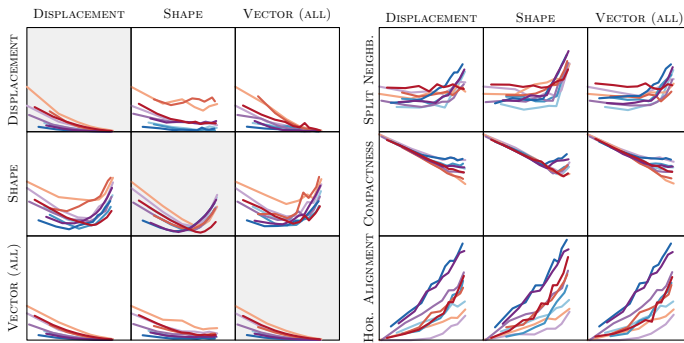 Displacement Shape Vector (all)
Displacement
Shape
Vector (all)
Displacement Shape Vector (all)
Split Neighb.
Compactness
Hor. Alignment